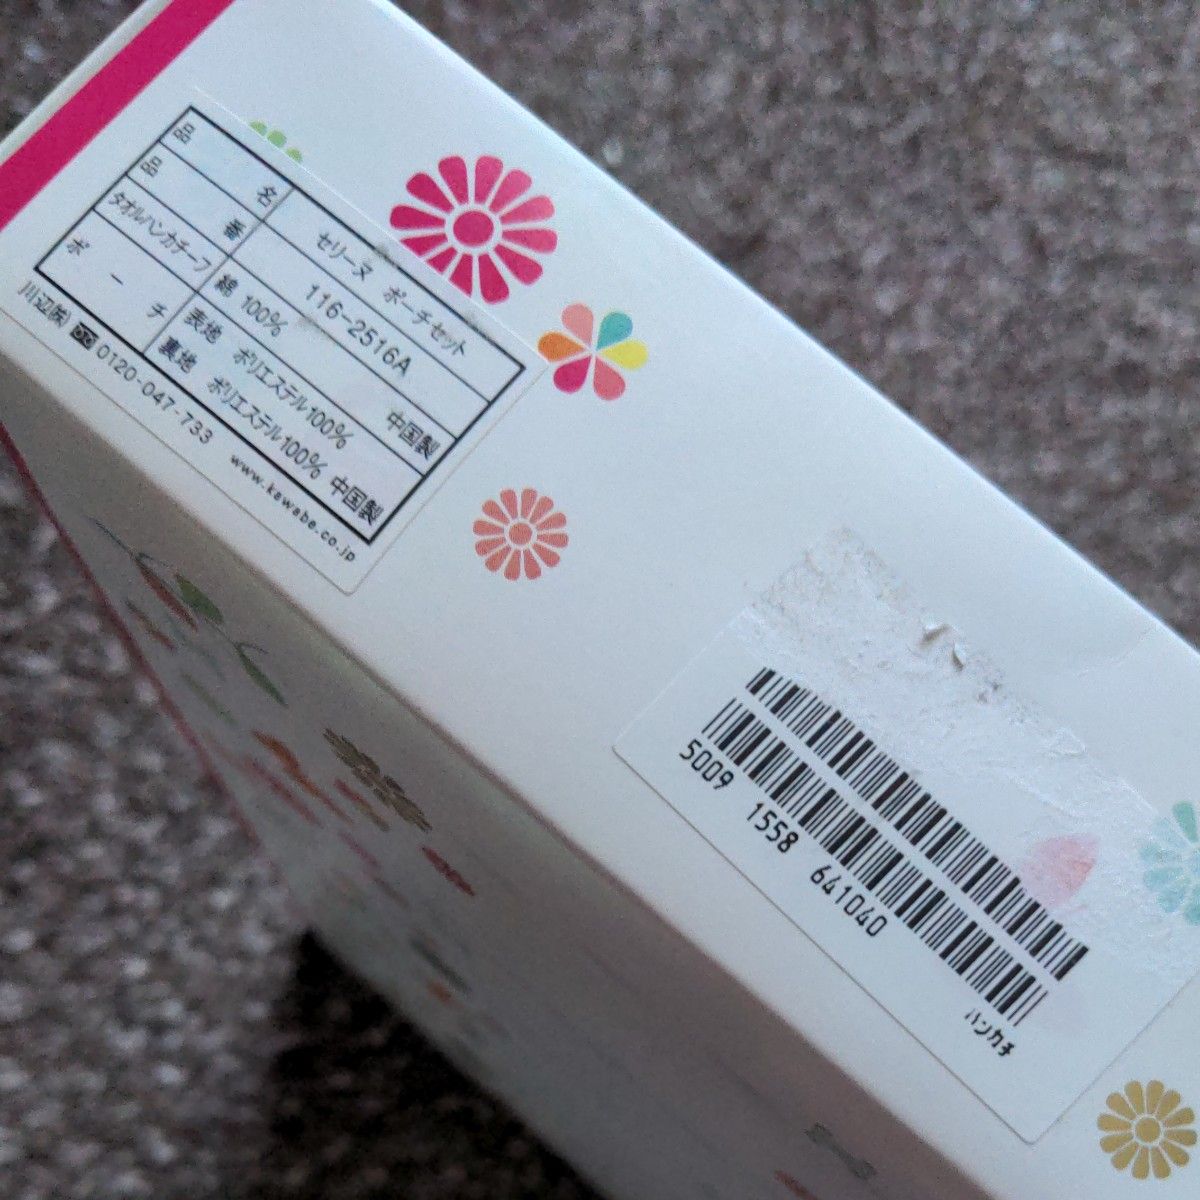 品 名 セリーヌ ポーチセット
品 番 116-2516A
タオルハンカチーフ 綿 100% 中国製
ポ ー チ 表地 ポリエステル100%
裏地 ポリエステル100% 中国製
川辺㈱ 0120-047-733 www.kawabe.co.jp
5009 1558 641040
ハンカチ